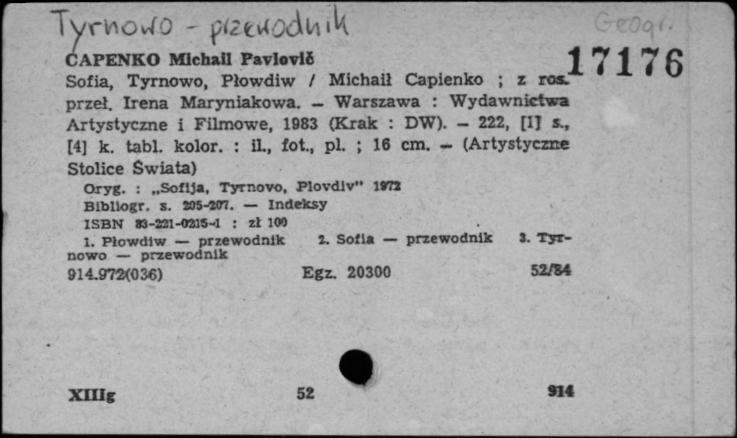 Tyrnowo - przewodnik Geogr.
CAPENKO Michail Pavlovič 17176
Sofia, Tyrnowo, Płowdiw / Michaił Capienko ; z ros.
przeł. Irena Maryniakowa. — Warszawa : Wydawnictwa
Artystyczne i Filmowe, 1983 (Krak : DW). — 222, [1] s.,
[4] k. tabl. kolor. : il., fot., pl. ; 16 cm. — (Artystyczne
Stolice Świata)
Oryg. : „Sofija, Tyrnovo, Plovdiv" 1972
Bibliogr. s. 205-207. — Indeksy
ISBN 83-221-0215-1 : zł 100
1. Płowdiw — przewodnik 2. Sofia — przewodnik 3. Tyr-
nowo — przewodnik
914.972(036) Egz. 20300 52/84
XIIIg 52 914